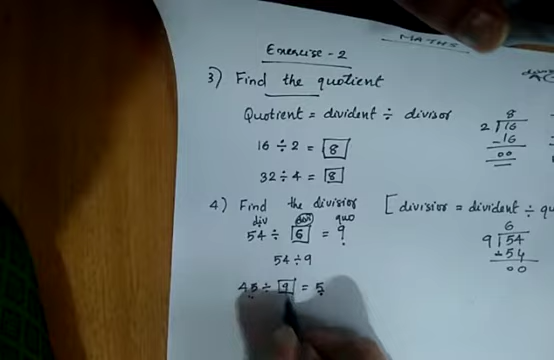 MATHS
Exercise - 2
3) Find the quotient
Quotient = divident ÷ divisor
16 ÷ 2 = 8
32 ÷ 4 = 8
8
2 16
-16
00
4) Find the divisior [divisior = divident ÷ qu
div quo
54 ÷ 6 = 9
54 ÷ 9
45 ÷ 9 = 5
6
9 54
-54
00